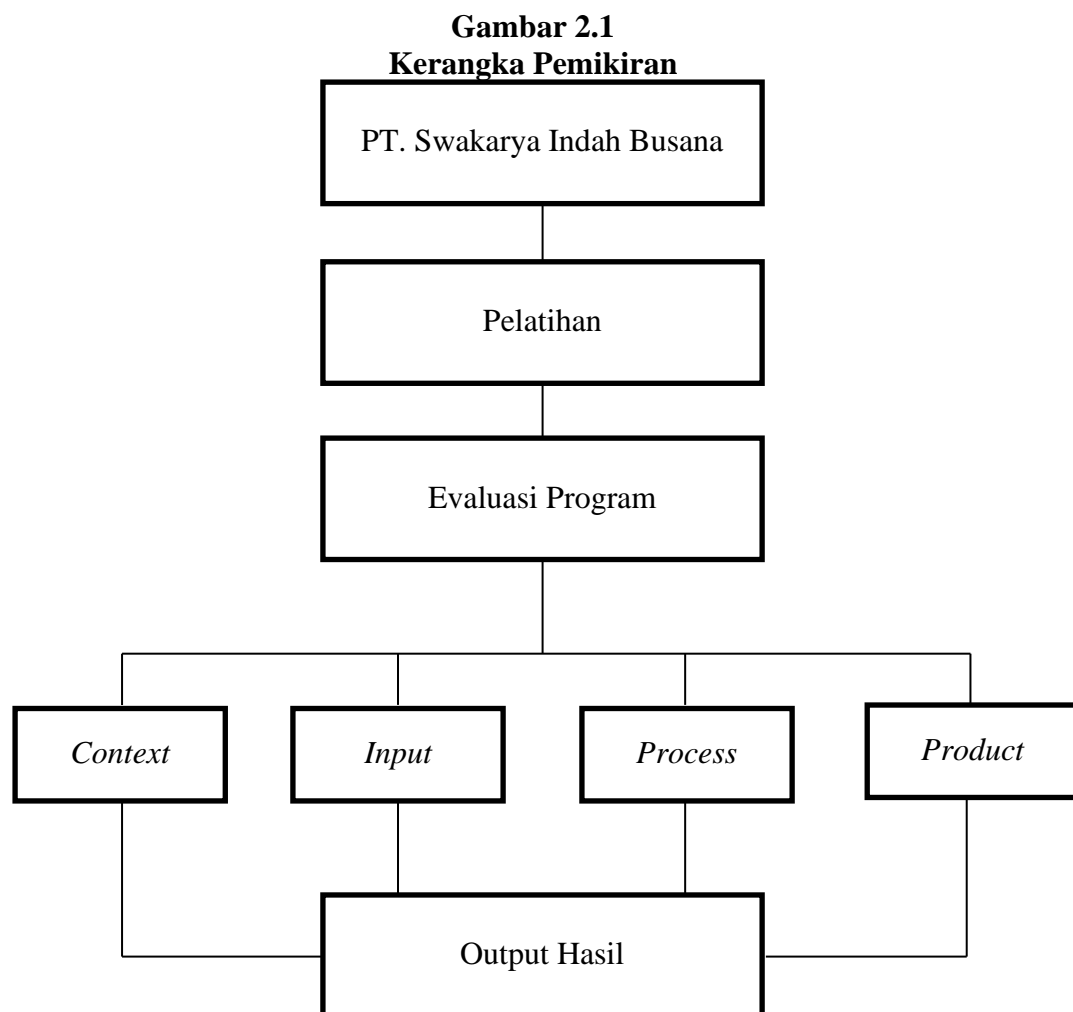 Gambar 2.1
Kerangka Pemikiran
PT. Swakarya Indah Busana
Pelatihan
Evaluasi Program
Context
Input
Process
Product
Output Hasil